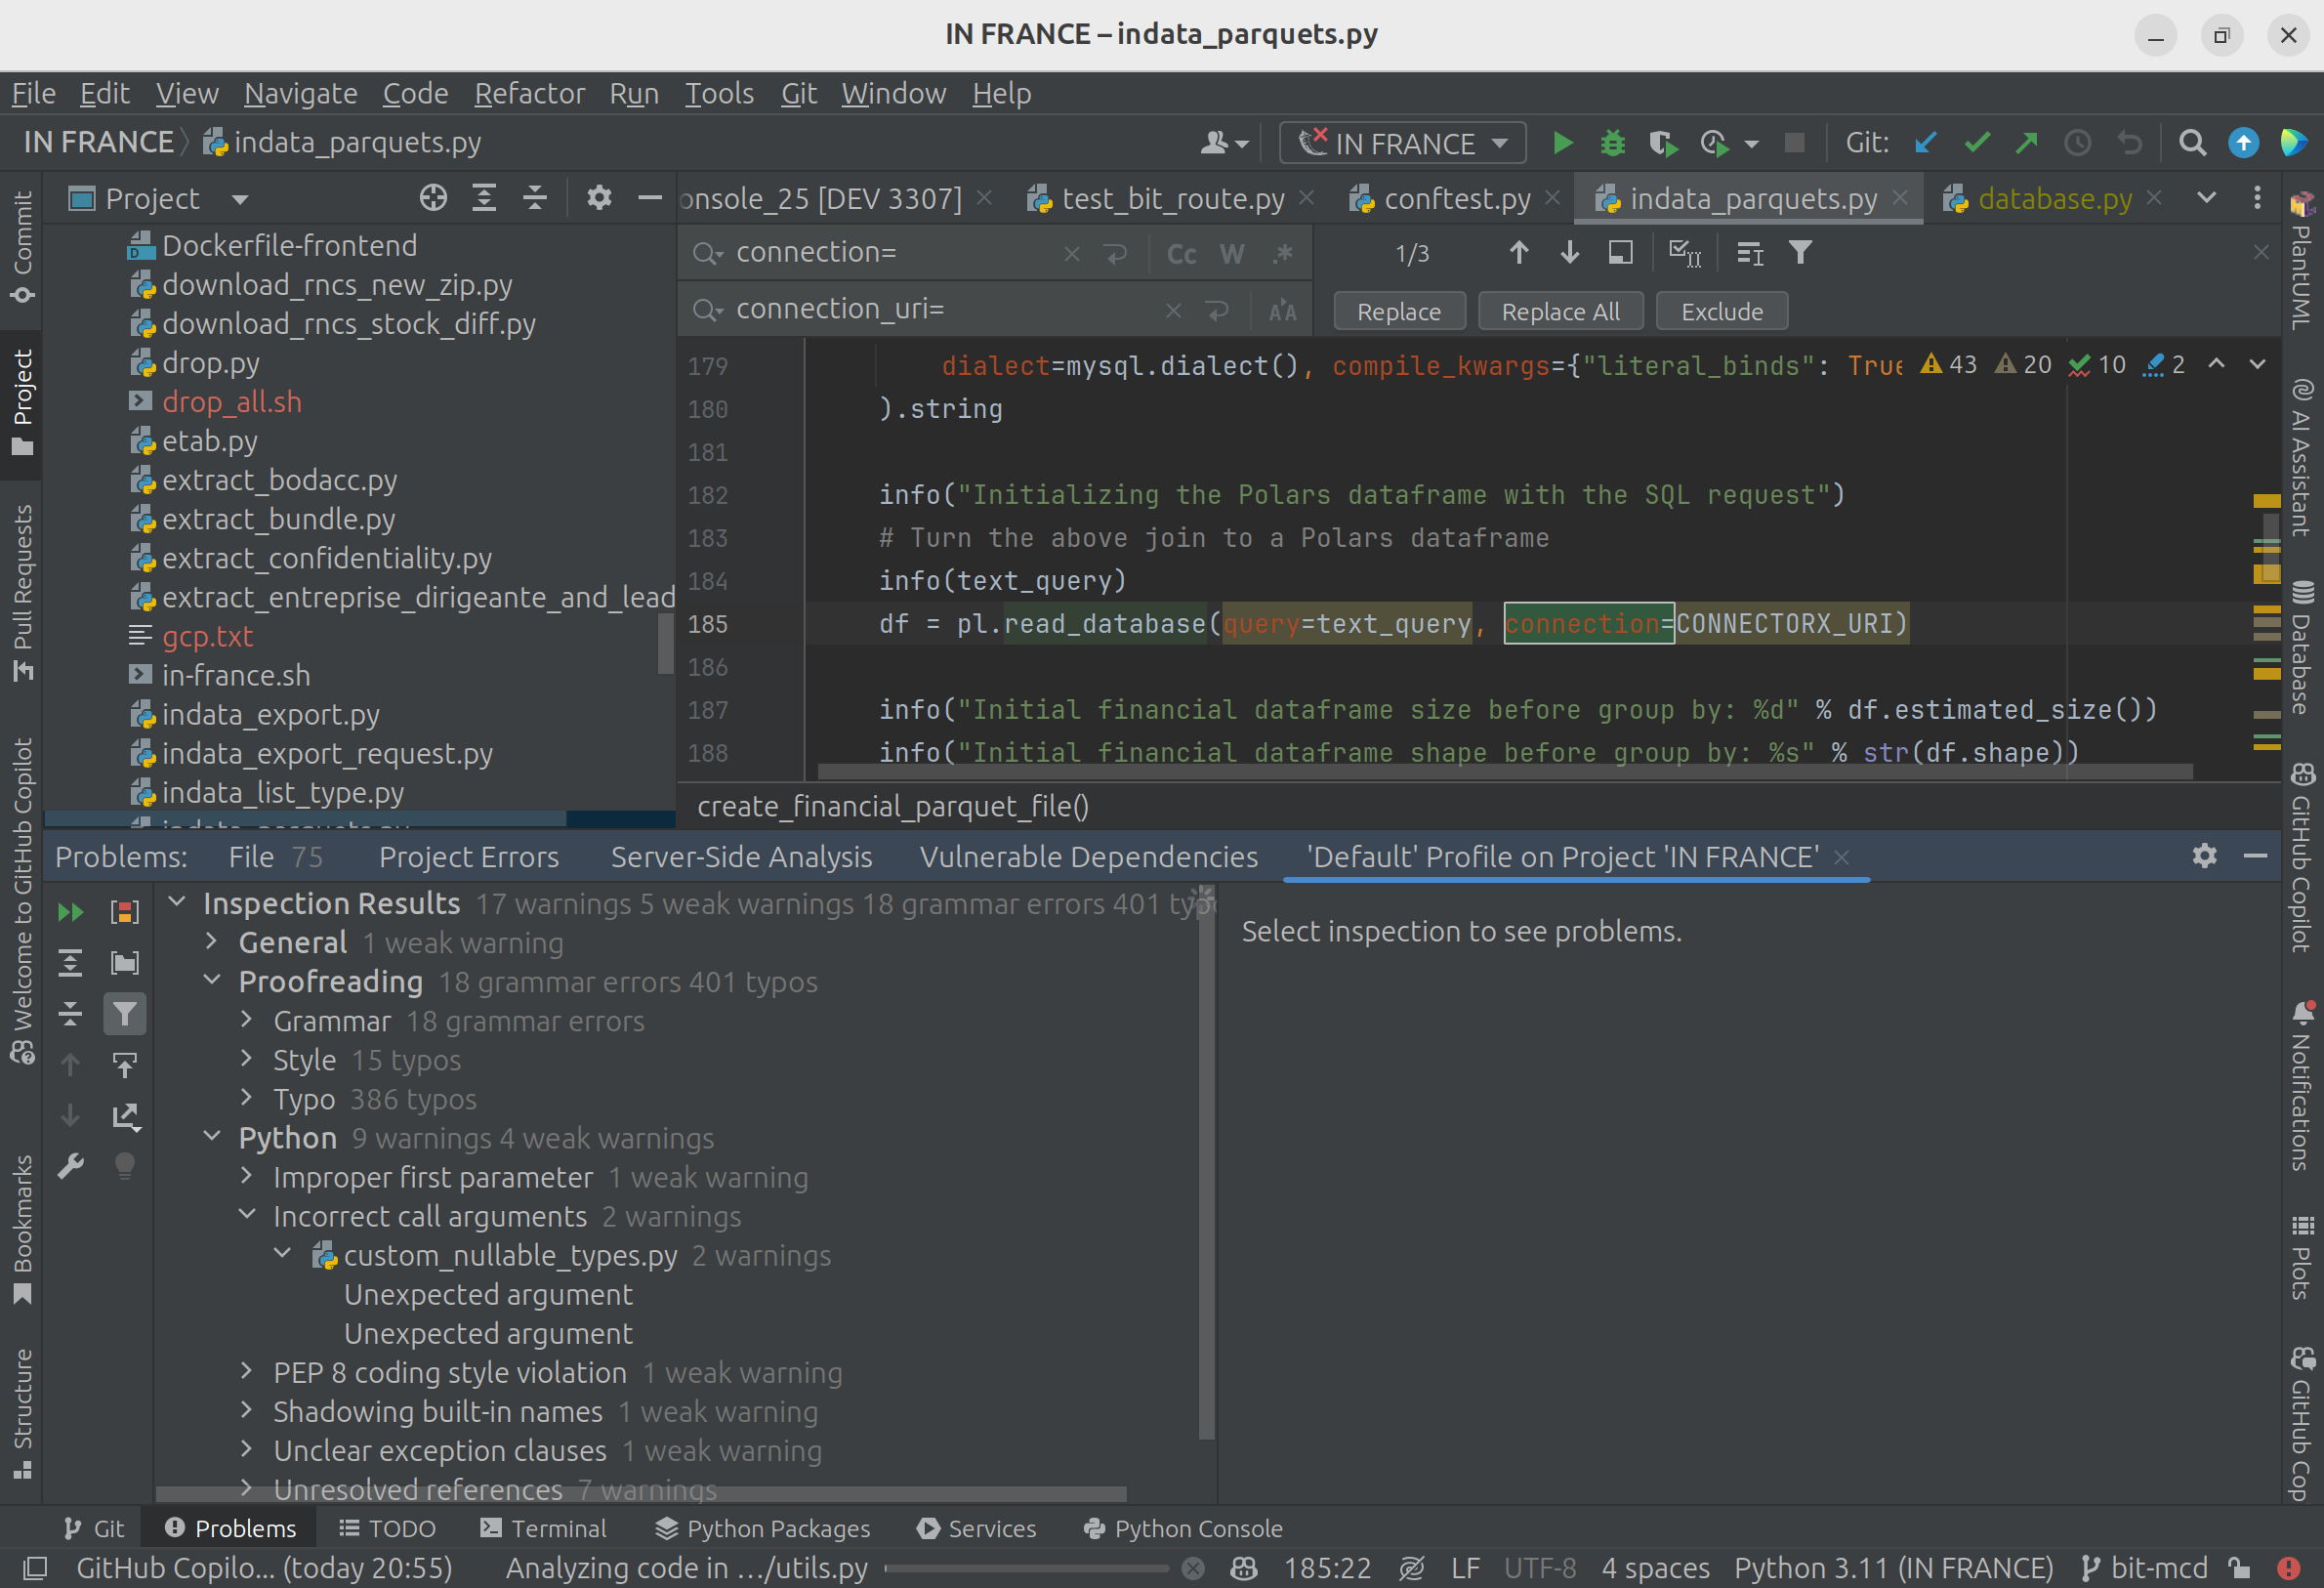 IN FRANCE – indata_parquets.py
File Edit View Navigate Code Refactor Run Tools Git Window Help
IN FRANCE indata_parquets.py IN FRANCE Git:
Project
onsole_25 [DEV 3307] test_bit_route.py conftest.py indata_parquets.py database.py
Dockerfile-frontend
download_rncs_new_zip.py
download_rncs_stock_diff.py
drop.py
drop_all.sh
etab.py
extract_bodacc.py
extract_bundle.py
extract_confidentiality.py
extract_entreprise_dirigeante_and_lead
gcp.txt
in-france.sh
indata_export.py
indata_export_request.py
indata_list_type.py
connection= Cc W .* 1/3
connection_uri= Replace Replace All Exclude
179 dialect=mysql.dialect(), compile_kwargs={"literal_binds": True 43 20 10 2
180 ).string
181
182 info("Initializing the Polars dataframe with the SQL request")
183 # Turn the above join to a Polars dataframe
184 info(text_query)
185 df = pl.read_database(query=text_query, connection=CONNECTORX_URI)
186
187 info("Initial financial dataframe size before group by: %d" % df.estimated_size())
188 info("Initial financial dataframe shape before group by: %s" % str(df.shape))
create_financial_parquet_file()
Problems: File 75 Project Errors Server-Side Analysis Vulnerable Dependencies 'Default' Profile on Project 'IN FRANCE'
Inspection Results 17 warnings 5 weak warnings 18 grammar errors 401 typo
General 1 weak warning
Proofreading 18 grammar errors 401 typos
Grammar 18 grammar errors
Style 15 typos
Typo 386 typos
Python 9 warnings 4 weak warnings
Improper first parameter 1 weak warning
Incorrect call arguments 2 warnings
custom_nullable_types.py 2 warnings
Unexpected argument
Unexpected argument
PEP 8 coding style violation 1 weak warning
Shadowing built-in names 1 weak warning
Unclear exception clauses 1 weak warning
Unresolved references 7 warnings
Select inspection to see problems.
Commit
Project
Pull Requests
Welcome to GitHub Copilot
Bookmarks
Structure
PlantUML
AI Assistant
Database
GitHub Copilot
Notifications
Plots
GitHub Cop
Git Problems TODO Terminal Python Packages Services Python Console
GitHub Copilo... (today 20:55) Analyzing code in .../utils.py 185:22 LF UTF-8 4 spaces Python 3.11 (IN FRANCE) bit-mcd